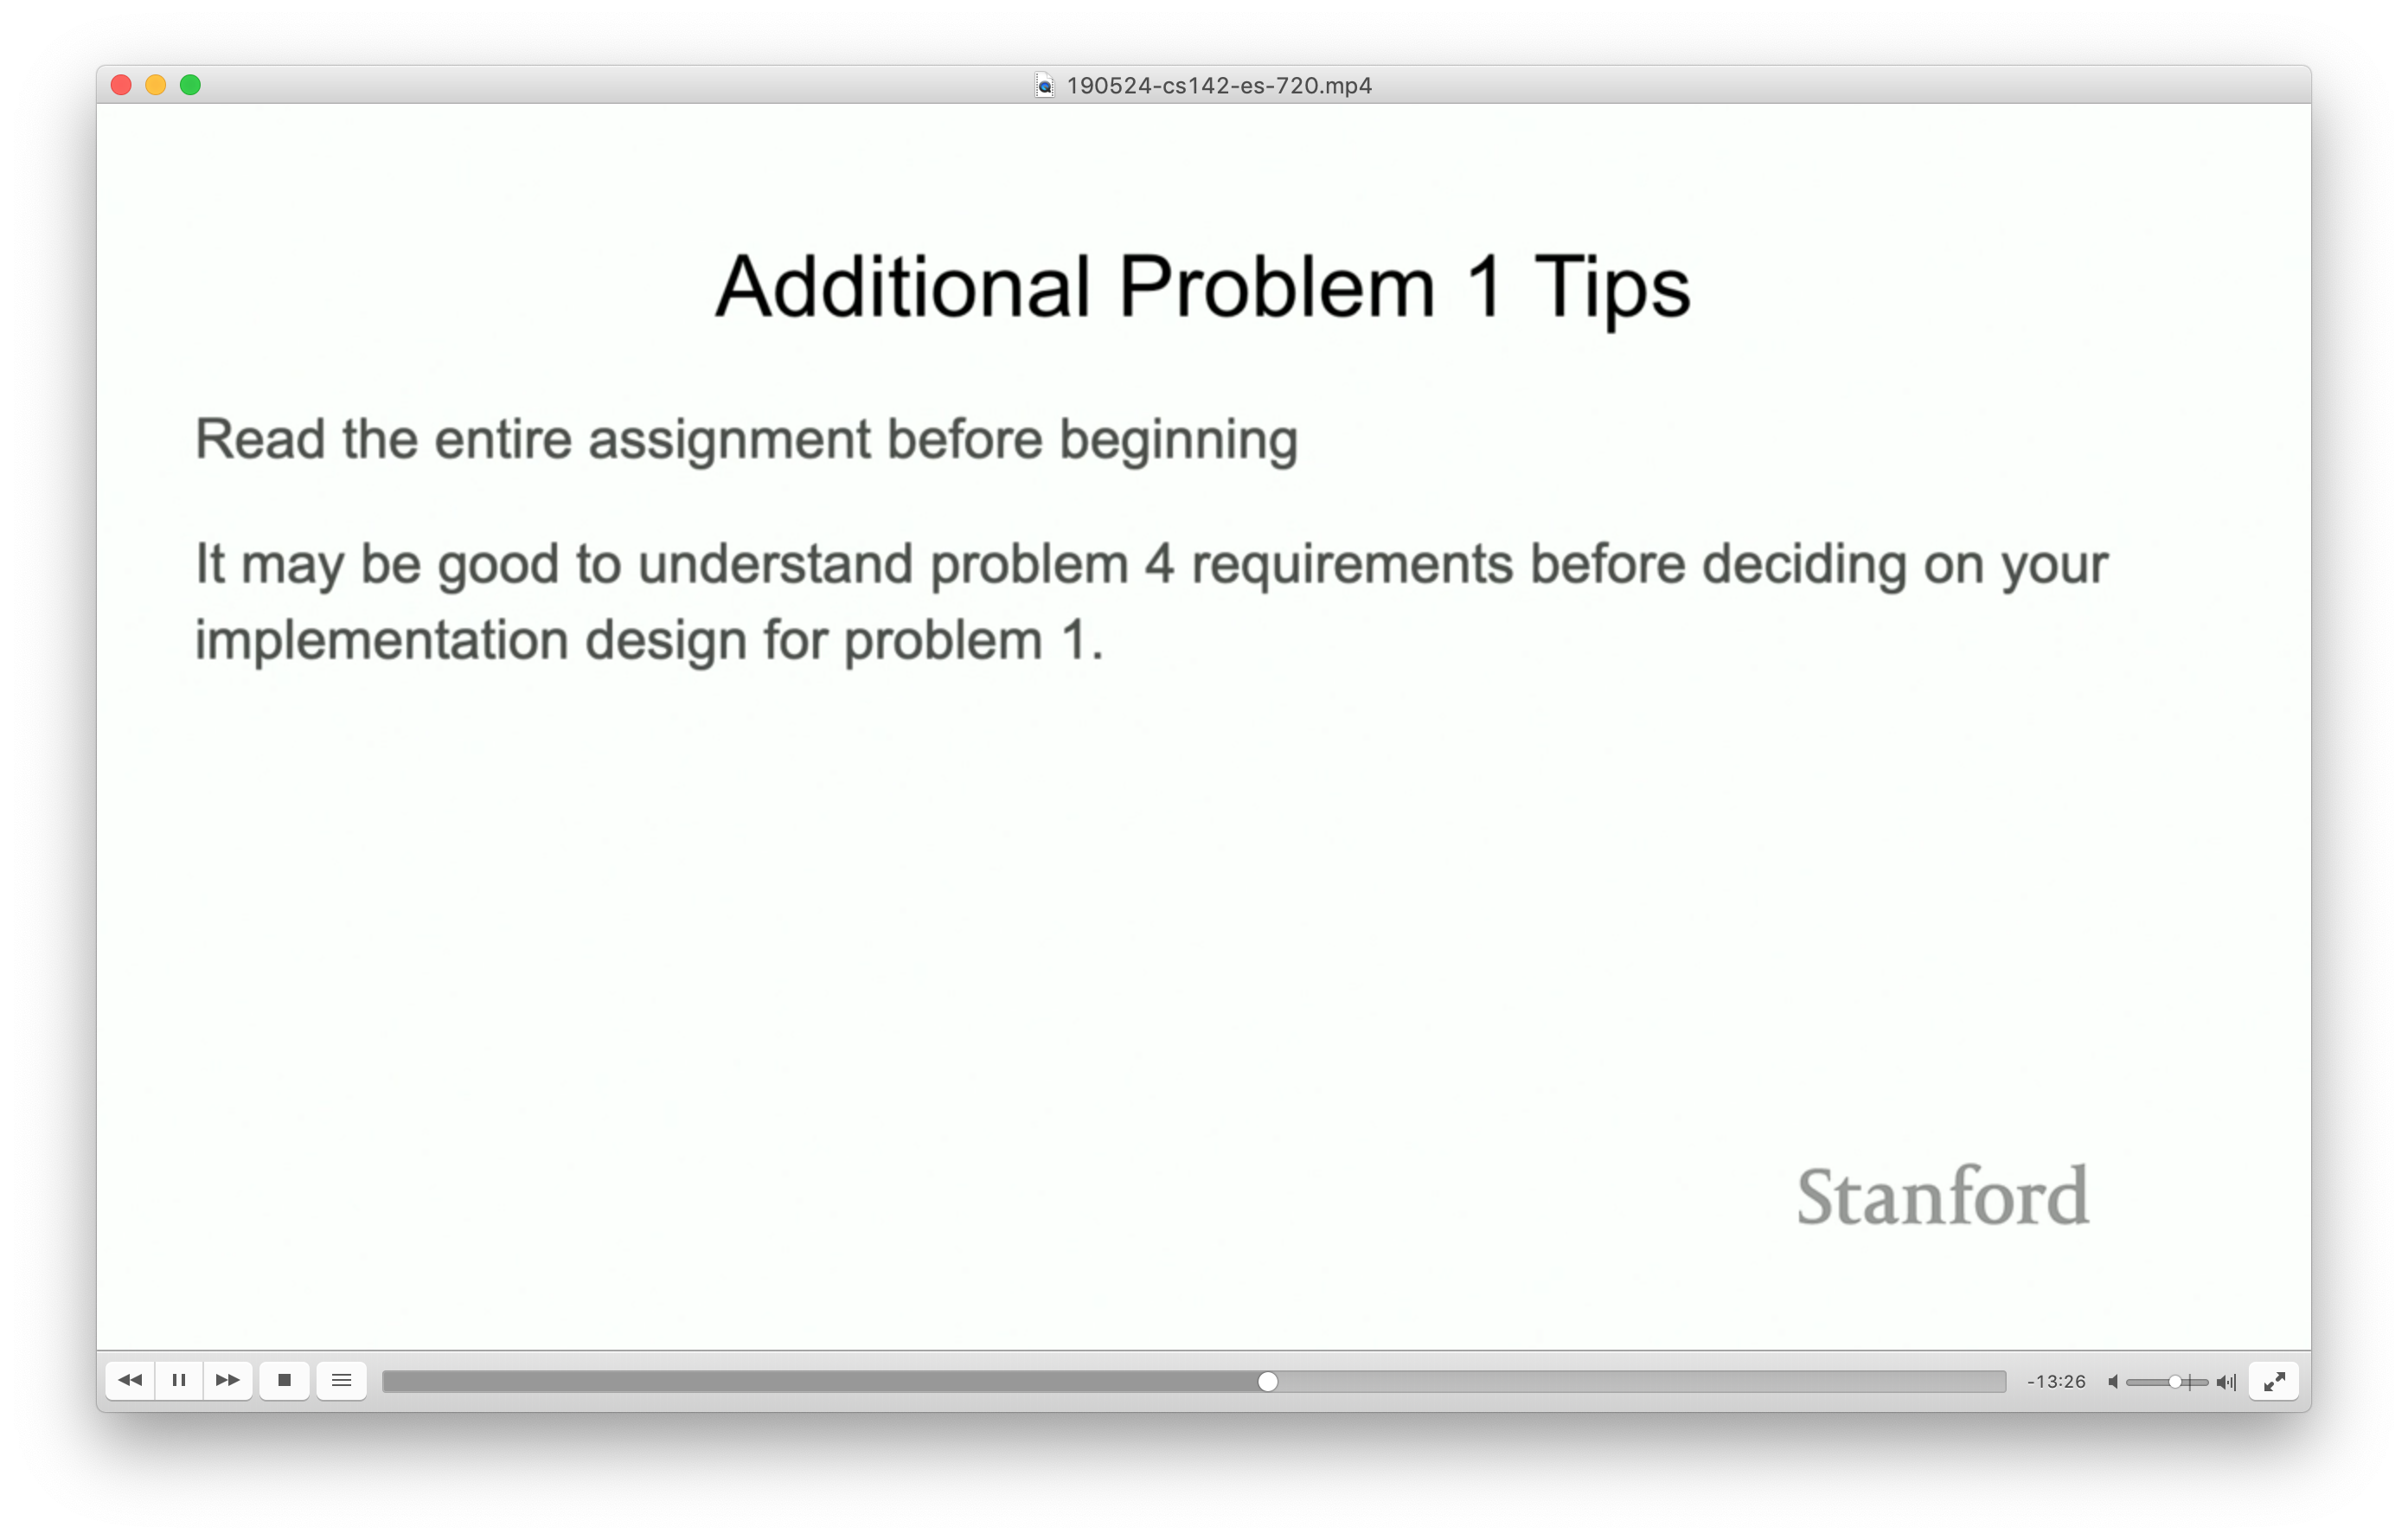 190524-cs142-es-720.mp4
Additional Problem 1 Tips
Read the entire assignment before beginning
It may be good to understand problem 4 requirements before deciding on your
implementation design for problem 1.
Stanford
-13:26